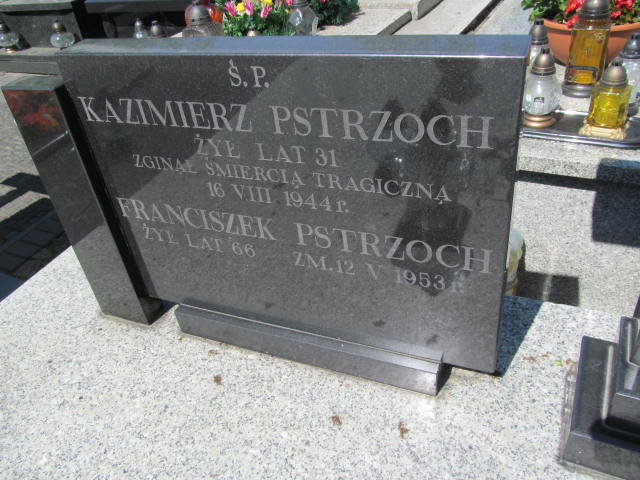 Ś.P.
KAZIMIERZ PSTRZOCH
ŻYŁ LAT 31
ZGINĄŁ ŚMIERCIĄ TRAGICZNĄ
16 VIII 1944 r.
FRANCISZEK PSTRZOCH
ŻYŁ LAT 66 ZM. 12 V 1953 r.